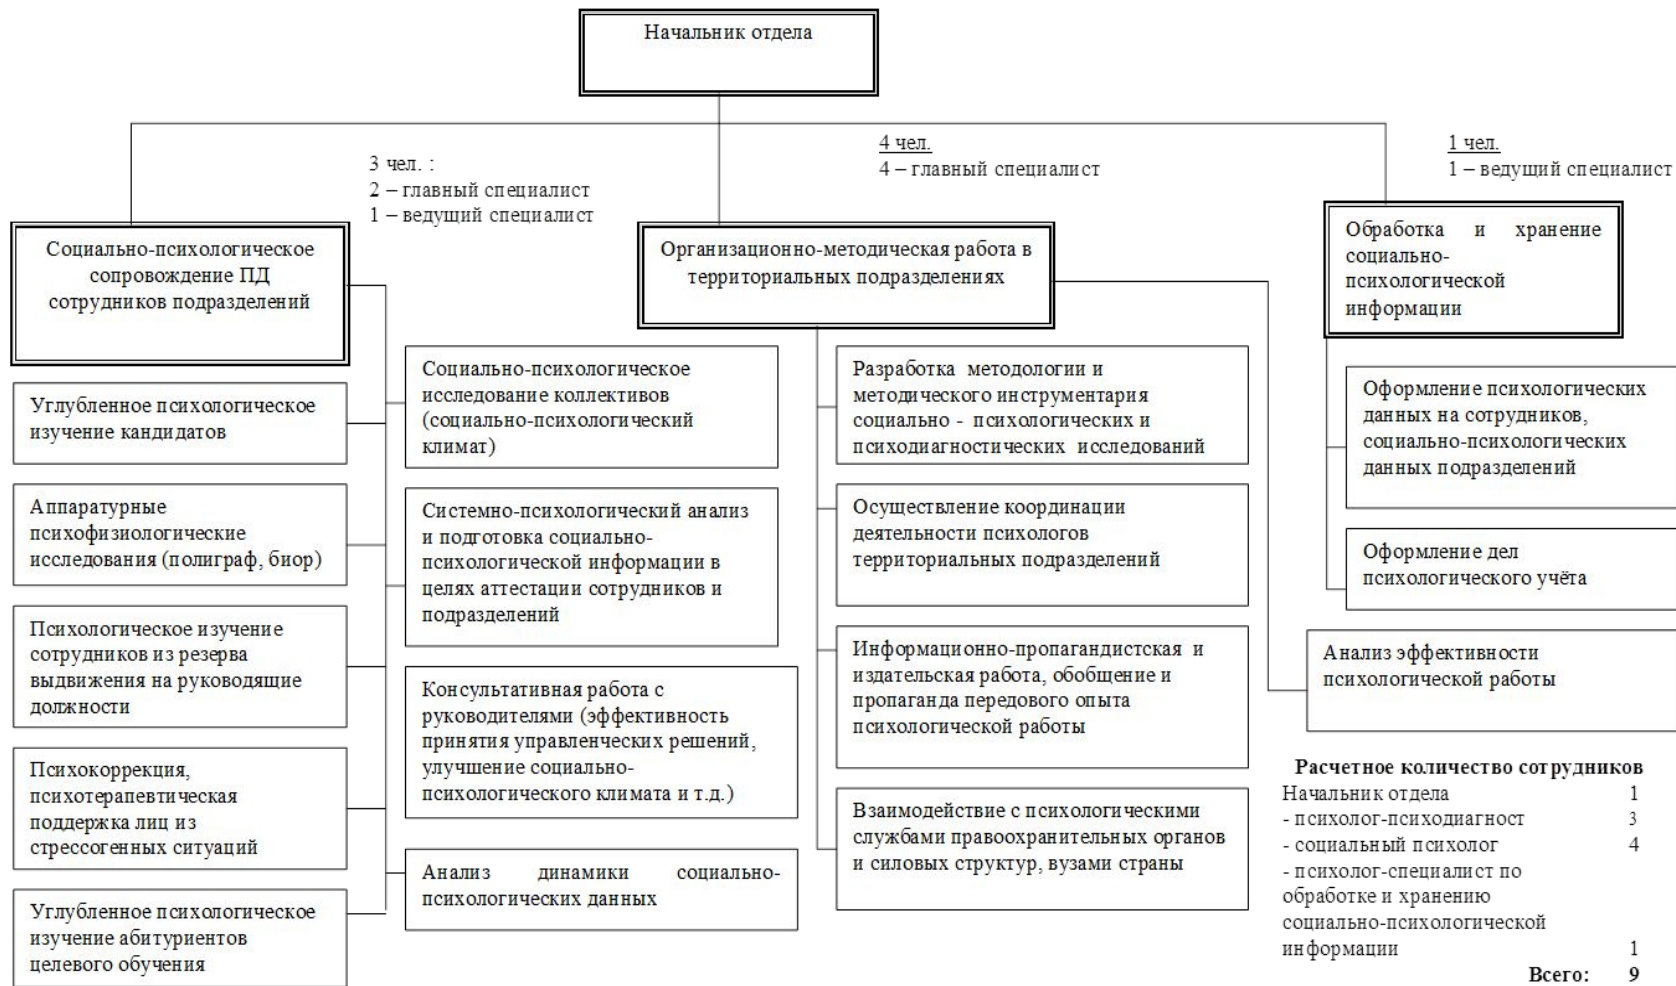 Начальник отдела
3 чел. :
2 – главный специалист
1 – ведущий специалист
4 чел.
4 – главный специалист
1 чел.
1 – ведущий специалист
Социально-психологическое
сопровождение ПД
сотрудников подразделений
Организационно-методическая работа в
территориальных подразделениях
Обработка и хранение
социально-
психологической
информации
Углубленное психологическое
изучение кандидатов
Аппаратурные
психофизиологические
исследования (полиграф, биор)
Психологическое изучение
сотрудников из резерва
выдвижения на руководящие
должности
Психокоррекция,
психотерапевтическая
поддержка лиц из
стрессогенных ситуаций
Углубленное психологическое
изучение абитуриентов
целевого обучения
Социально-психологическое
исследование коллективов
(социально-психологический
климат)
Системно-психологический анализ
и подготовка социально-
психологической информации в
целях аттестации сотрудников и
подразделений
Консультативная работа с
руководителями (эффективность
принятия управленческих решений,
улучшение социально-
психологического климата и т.д.)
Анализ динамики социально-
психологических данных
Разработка методологии и
методического инструментария
социально - психологических и
психодиагностических исследований
Осуществление координации
деятельности психологов
территориальных подразделений
Информационно-пропагандистская и
издательская работа, обобщение и
пропаганда передового опыта
психологической работы
Взаимодействие с психологическими
службами правоохранительных органов
и силовых структур, вузами страны
Оформление психологических
данных на сотрудников,
социально-психологических
данных подразделений
Оформление дел
психологического учёта
Анализ эффективности
психологической работы
Расчетное количество сотрудников
Начальник отдела 1
- психолог-психодиагност 3
- социальный психолог 4
- психолог-специалист по
обработке и хранению
социально-психологической
информации 1
Всего: 9